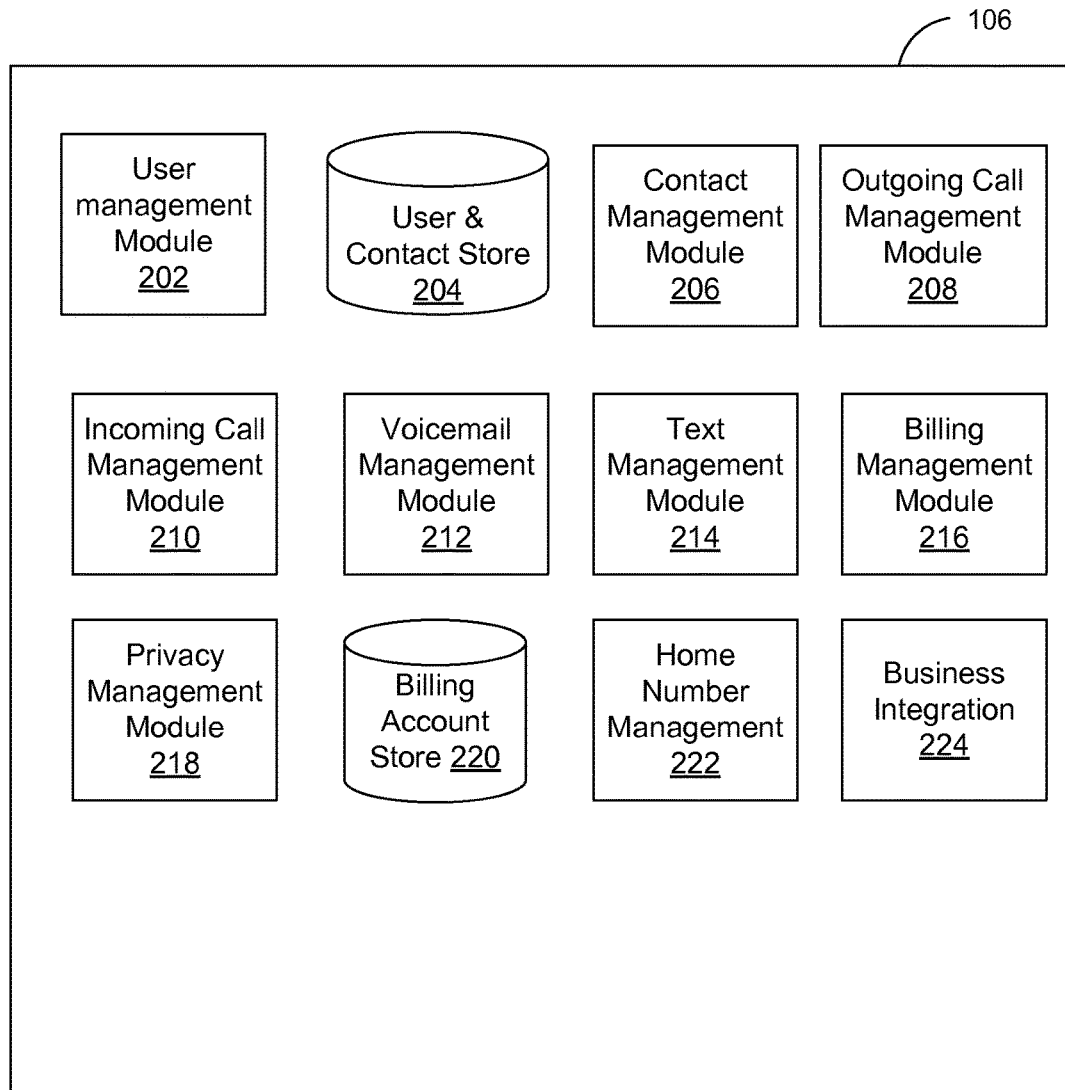 106
User
management
Module
202
User &
Contact Store
204
Contact
Management
Module
206
Outgoing Call
Management
Module
208
Incoming Call
Management
Module
210
Voicemail
Management
Module
212
Text
Management
Module
214
Billing
Management
Module
216
Privacy
Management
Module
218
Billing
Account
Store 220
Home
Number
Management
222
Business
Integration
224